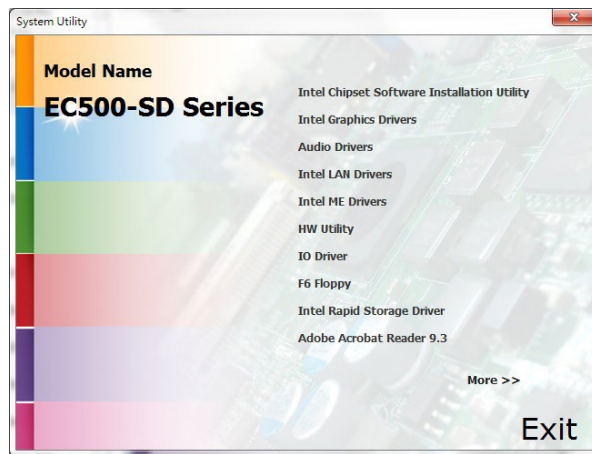 System Utility
Model Name
EC500-SD Series
Intel Chipset Software Installation Utility
Intel Graphics Drivers
Audio Drivers
Intel LAN Drivers
Intel ME Drivers
HW Utility
IO Driver
F6 Floppy
Intel Rapid Storage Driver
Adobe Acrobat Reader 9.3
More >>
Exit